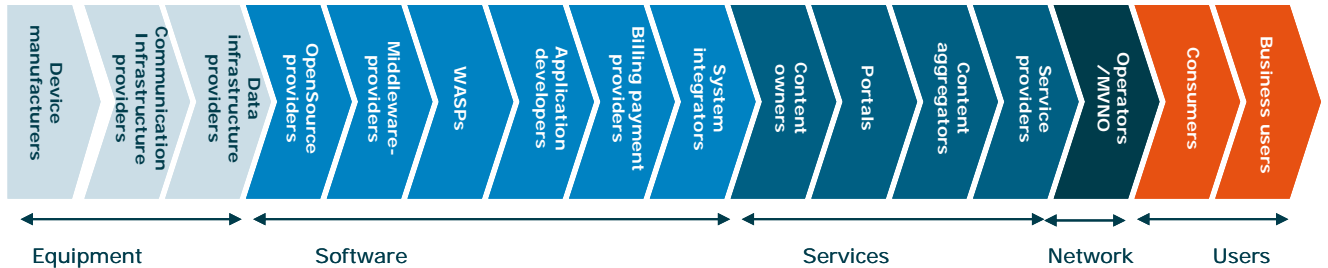 Device
manufacturers
Communication
Infrastructure
providers
Data
infrastructure
providers
OpenSource
providers
Middleware-
providers
WASPs
Application
developers
Billing payment
providers
System
integrators
Content
owners
Portals
Content
aggregators
Service
providers
Operators
/MVNO
Consumers
Business users
Equipment
Software
Services
Network
Users